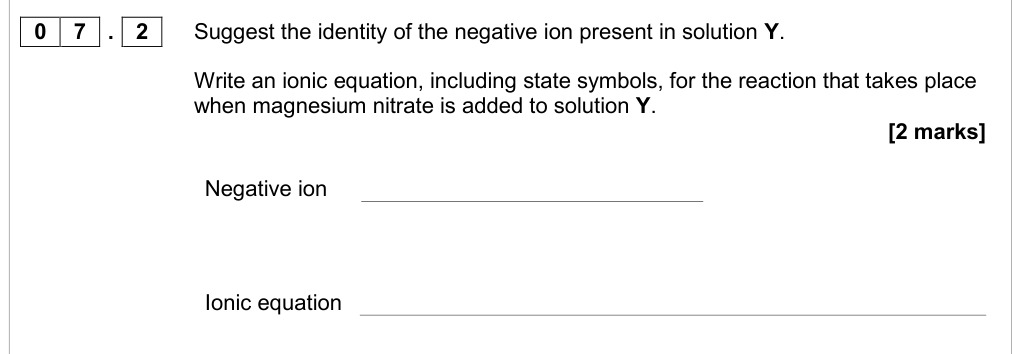 0 7 . 2 Suggest the identity of the negative ion present in solution Y.
Write an ionic equation, including state symbols, for the reaction that takes place
when magnesium nitrate is added to solution Y.
[2 marks]
Negative ion
Ionic equation